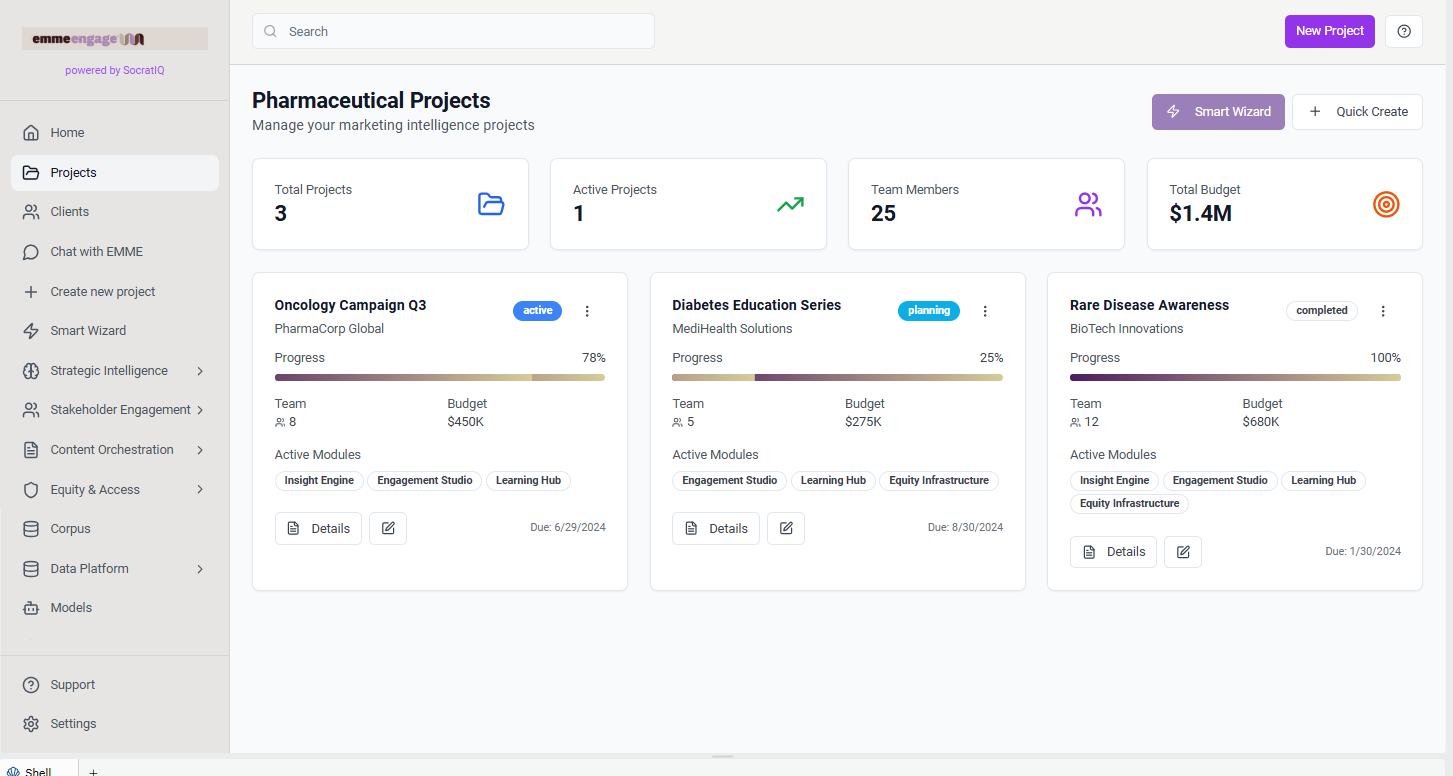 emmeengage
powered by SocratIQ
Home
Projects
Clients
Chat with EMME
Create new project
Smart Wizard
Strategic Intelligence
Stakeholder Engagement
Content Orchestration
Equity & Access
Corpus
Data Platform
Models
Support
Settings
Search
New Project
Pharmaceutical Projects
Manage your marketing intelligence projects
Smart Wizard
Quick Create
Total Projects
3
Active Projects
1
Team Members
25
Total Budget
$1.4M
Oncology Campaign Q3
active
PharmaCorp Global
Progress 78%
Team Budget
8 $450K
Active Modules
Insight Engine Engagement Studio Learning Hub
Details
Due: 6/29/2024
Diabetes Education Series
planning
MediHealth Solutions
Progress 25%
Team Budget
5 $275K
Active Modules
Engagement Studio Learning Hub Equity Infrastructure
Details
Due: 8/30/2024
Rare Disease Awareness
completed
BioTech Innovations
Progress 100%
Team Budget
12 $680K
Active Modules
Insight Engine Engagement Studio Learning Hub
Equity Infrastructure
Details
Due: 1/30/2024
Shell